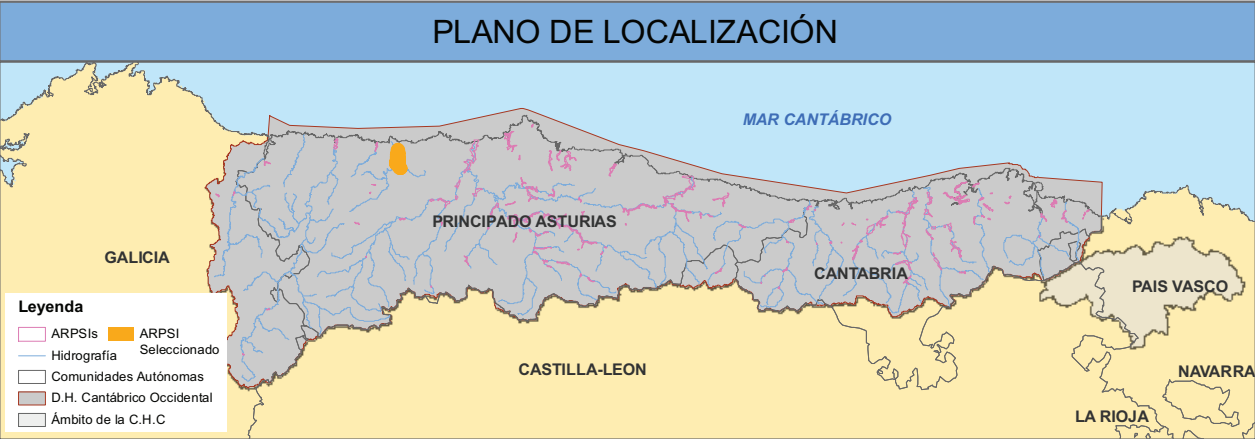 PLANO DE LOCALIZACIÓN
MAR CANTÁBRICO
PRINCIPADO ASTURIAS
GALICIA
CANTABRIA
PAIS VASCO
CASTILLA-LEON
NAVARRA
LA RIOJA
Leyenda
ARPSIs
ARPSI
Seleccionado
Hidrografía
Comunidades Autónomas
D.H. Cantábrico Occidental
Ámbito de la C.H.C